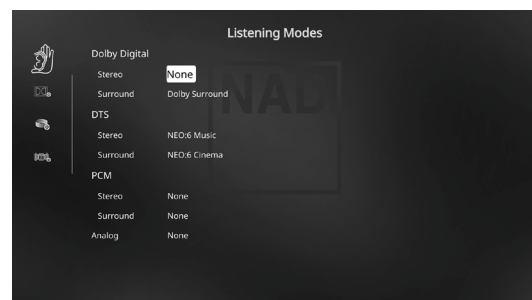 Listening Modes
Dolby Digital
Stereo None
Surround Dolby Surround
DTS
Stereo NEO:6 Music
Surround NEO:6 Cinema
PCM
Stereo None
Surround None
Analog None
NAD